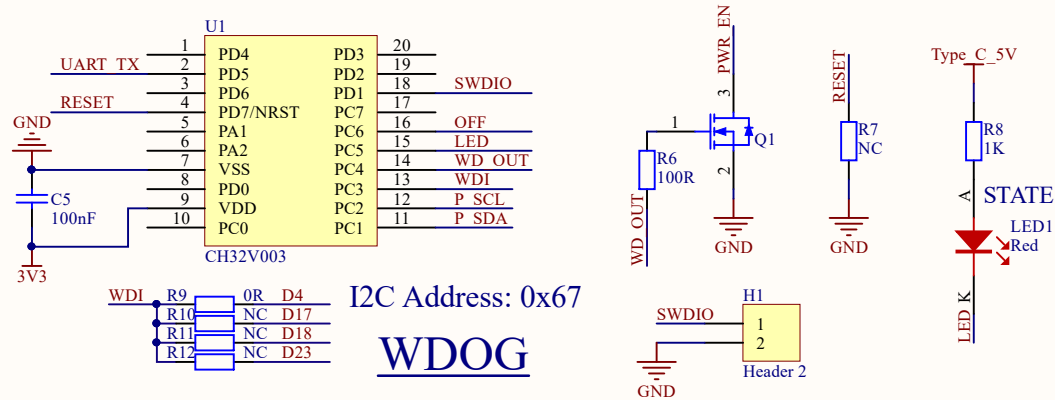 U1
1 PD4 PD3 20
UART_TX 2 PD5 PD2 19
3 PD6 PD1 18 SWDIO
RESET 4 PD7/NRST PC7 17
5 PA1 PC6 16 OFF
6 PA2 PC5 15 LED
7 VSS PC4 14 WD_OUT
8 PD0 PC3 13 WDI
9 VDD PC2 12 P_SCL
10 PC0 PC1 11 P_SDA
CH32V003
GND
C5
100nF
3V3
PWR_EN
3
1
Q1
2
R6
100R
WD_OUT
GND
RESET
R7
NC
GND
Type_C_5V
R8
1K
A
STATE
LED1
Red
K
LED
WDI R9 0R D4
R10 NC D17
R11 NC D18
R12 NC D23
I2C Address: 0x67
WDOG
H1
SWDIO 1
2
GND
Header 2